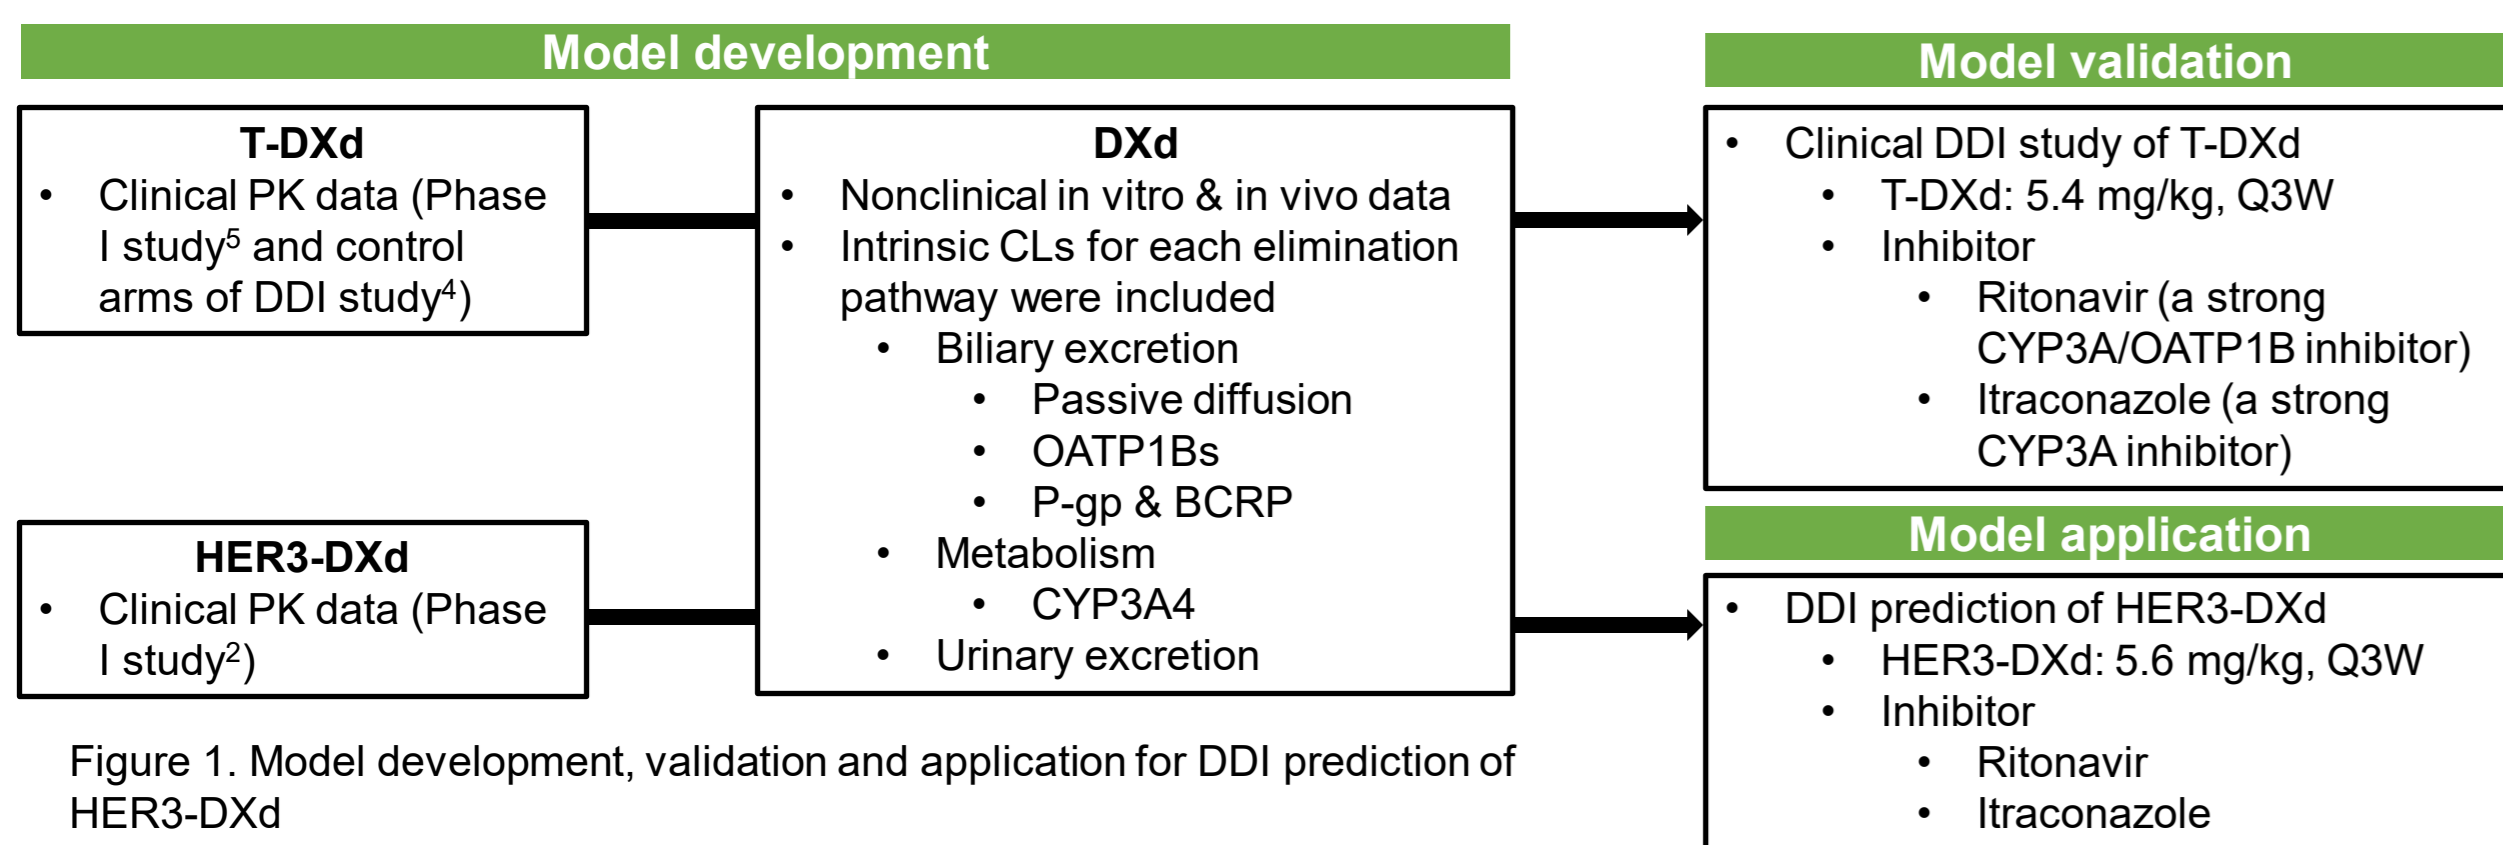 Model development
T-DXd
• Clinical PK data (Phase
I study⁵ and control
arms of DDI study⁴)
HER3-DXd
• Clinical PK data (Phase
I study²)
DXd
• Nonclinical in vitro & in vivo data
• Intrinsic CLs for each elimination
pathway were included
• Biliary excretion
• Passive diffusion
• OATP1Bs
• P-gp & BCRP
• Metabolism
• CYP3A4
• Urinary excretion
Model validation
• Clinical DDI study of T-DXd
• T-DXd: 5.4 mg/kg, Q3W
• Inhibitor
• Ritonavir (a strong
CYP3A/OATP1B inhibitor)
• Itraconazole (a strong
CYP3A inhibitor)
Model application
• DDI prediction of HER3-DXd
• HER3-DXd: 5.6 mg/kg, Q3W
• Inhibitor
• Ritonavir
• Itraconazole
Figure 1. Model development, validation and application for DDI prediction of
HER3-DXd